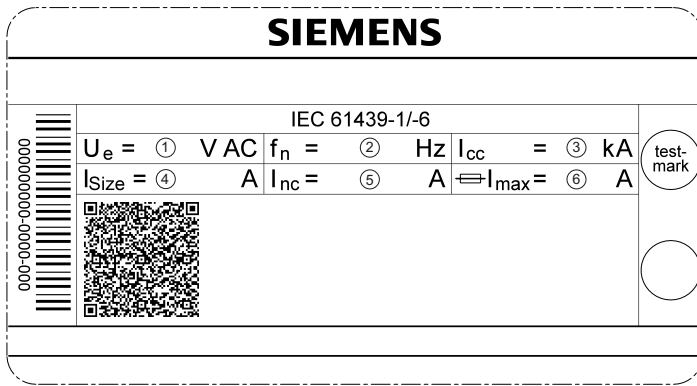 SIEMENS
IEC 61439-1/-6
Ue = ① V AC fn = ② Hz Icc = ③ kA
ISize = ④ A Inc = ⑤ A Imax = ⑥ A
test-
mark
000-0000-0000000000